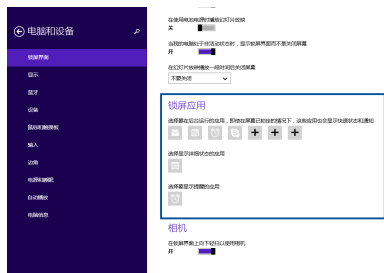 电脑和设备
锁屏界面
显示
蓝牙
设备
鼠标和触摸板
输入
边角
电源和睡眠
自动播放
电脑信息
在使用电池电源时播放幻灯片放映
关
当我的电脑处于非活动状态时，显示锁屏界面而不是关闭屏幕
开
在幻灯片放映播放一段时间后关闭屏幕
不要关闭
锁屏应用
选择要在后台运行的应用，即使在屏幕已锁定的情况下，这些应用也会显示快速状态和通知
选择显示详细状态的应用
选择要显示提醒的应用
相机
在锁屏界面上向下轻扫以使用相机
开